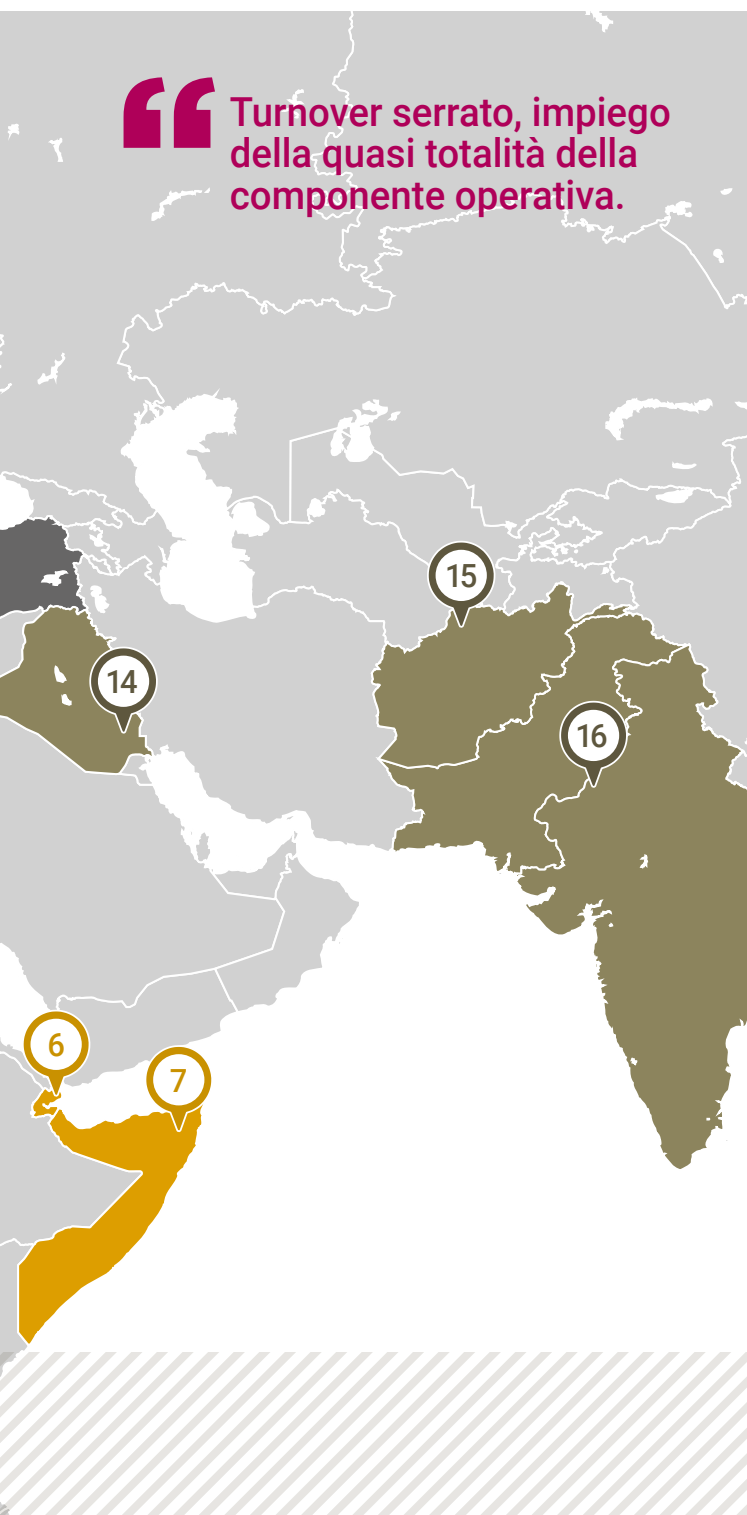 “
Turnover serrato, impiego
della quasi totalità della
componente operativa.
15
14
16
6
7